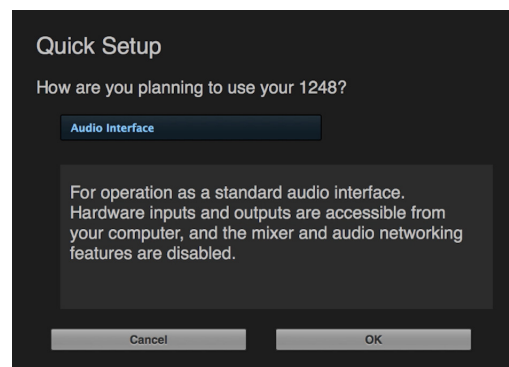 Quick Setup
How are you planning to use your 1248?
Audio Interface
For operation as a standard audio interface.
Hardware inputs and outputs are accessible from
your computer, and the mixer and audio networking
features are disabled.
Cancel
OK